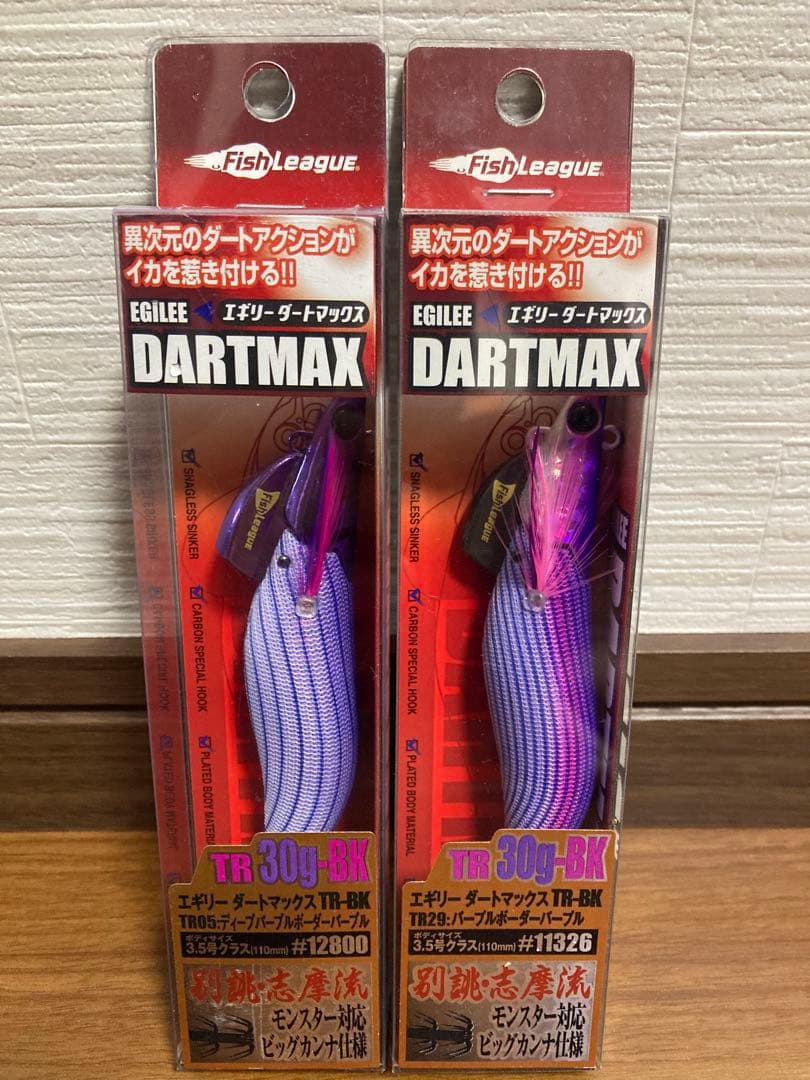 FishLeague
異次元のダートアクションが
イカを惹き付ける!!
EGiLEE エギリー ダートマックス
DARTMAX
SNAGLESS SINKER
FishLeague
CARBON SPECIAL HOOK
PLATED BODY MATERIAL
TR 30g-BK
エギリー ダートマックス TR-BK
TR05:ディープパープルボーダーパープル
ボディサイズ
3.5号クラス(110mm) #12800
別誂・志摩流
モンスター対応
ビッグカンナ仕様
FishLeague
異次元のダートアクションが
イカを惹き付ける!!
EGILEE エギリー ダートマックス
DARTMAX
SNAGLESS SINKER
FishLeague
CARBON SPECIAL HOOK
PLATED BODY MATERIAL
TR 30g-BK
エギリー ダートマックス TR-BK
TR29:パープルボーダーパープル
ボディサイズ
3.5号クラス(110mm) #11326
別誂・志摩流
モンスター対応
ビッグカンナ仕様